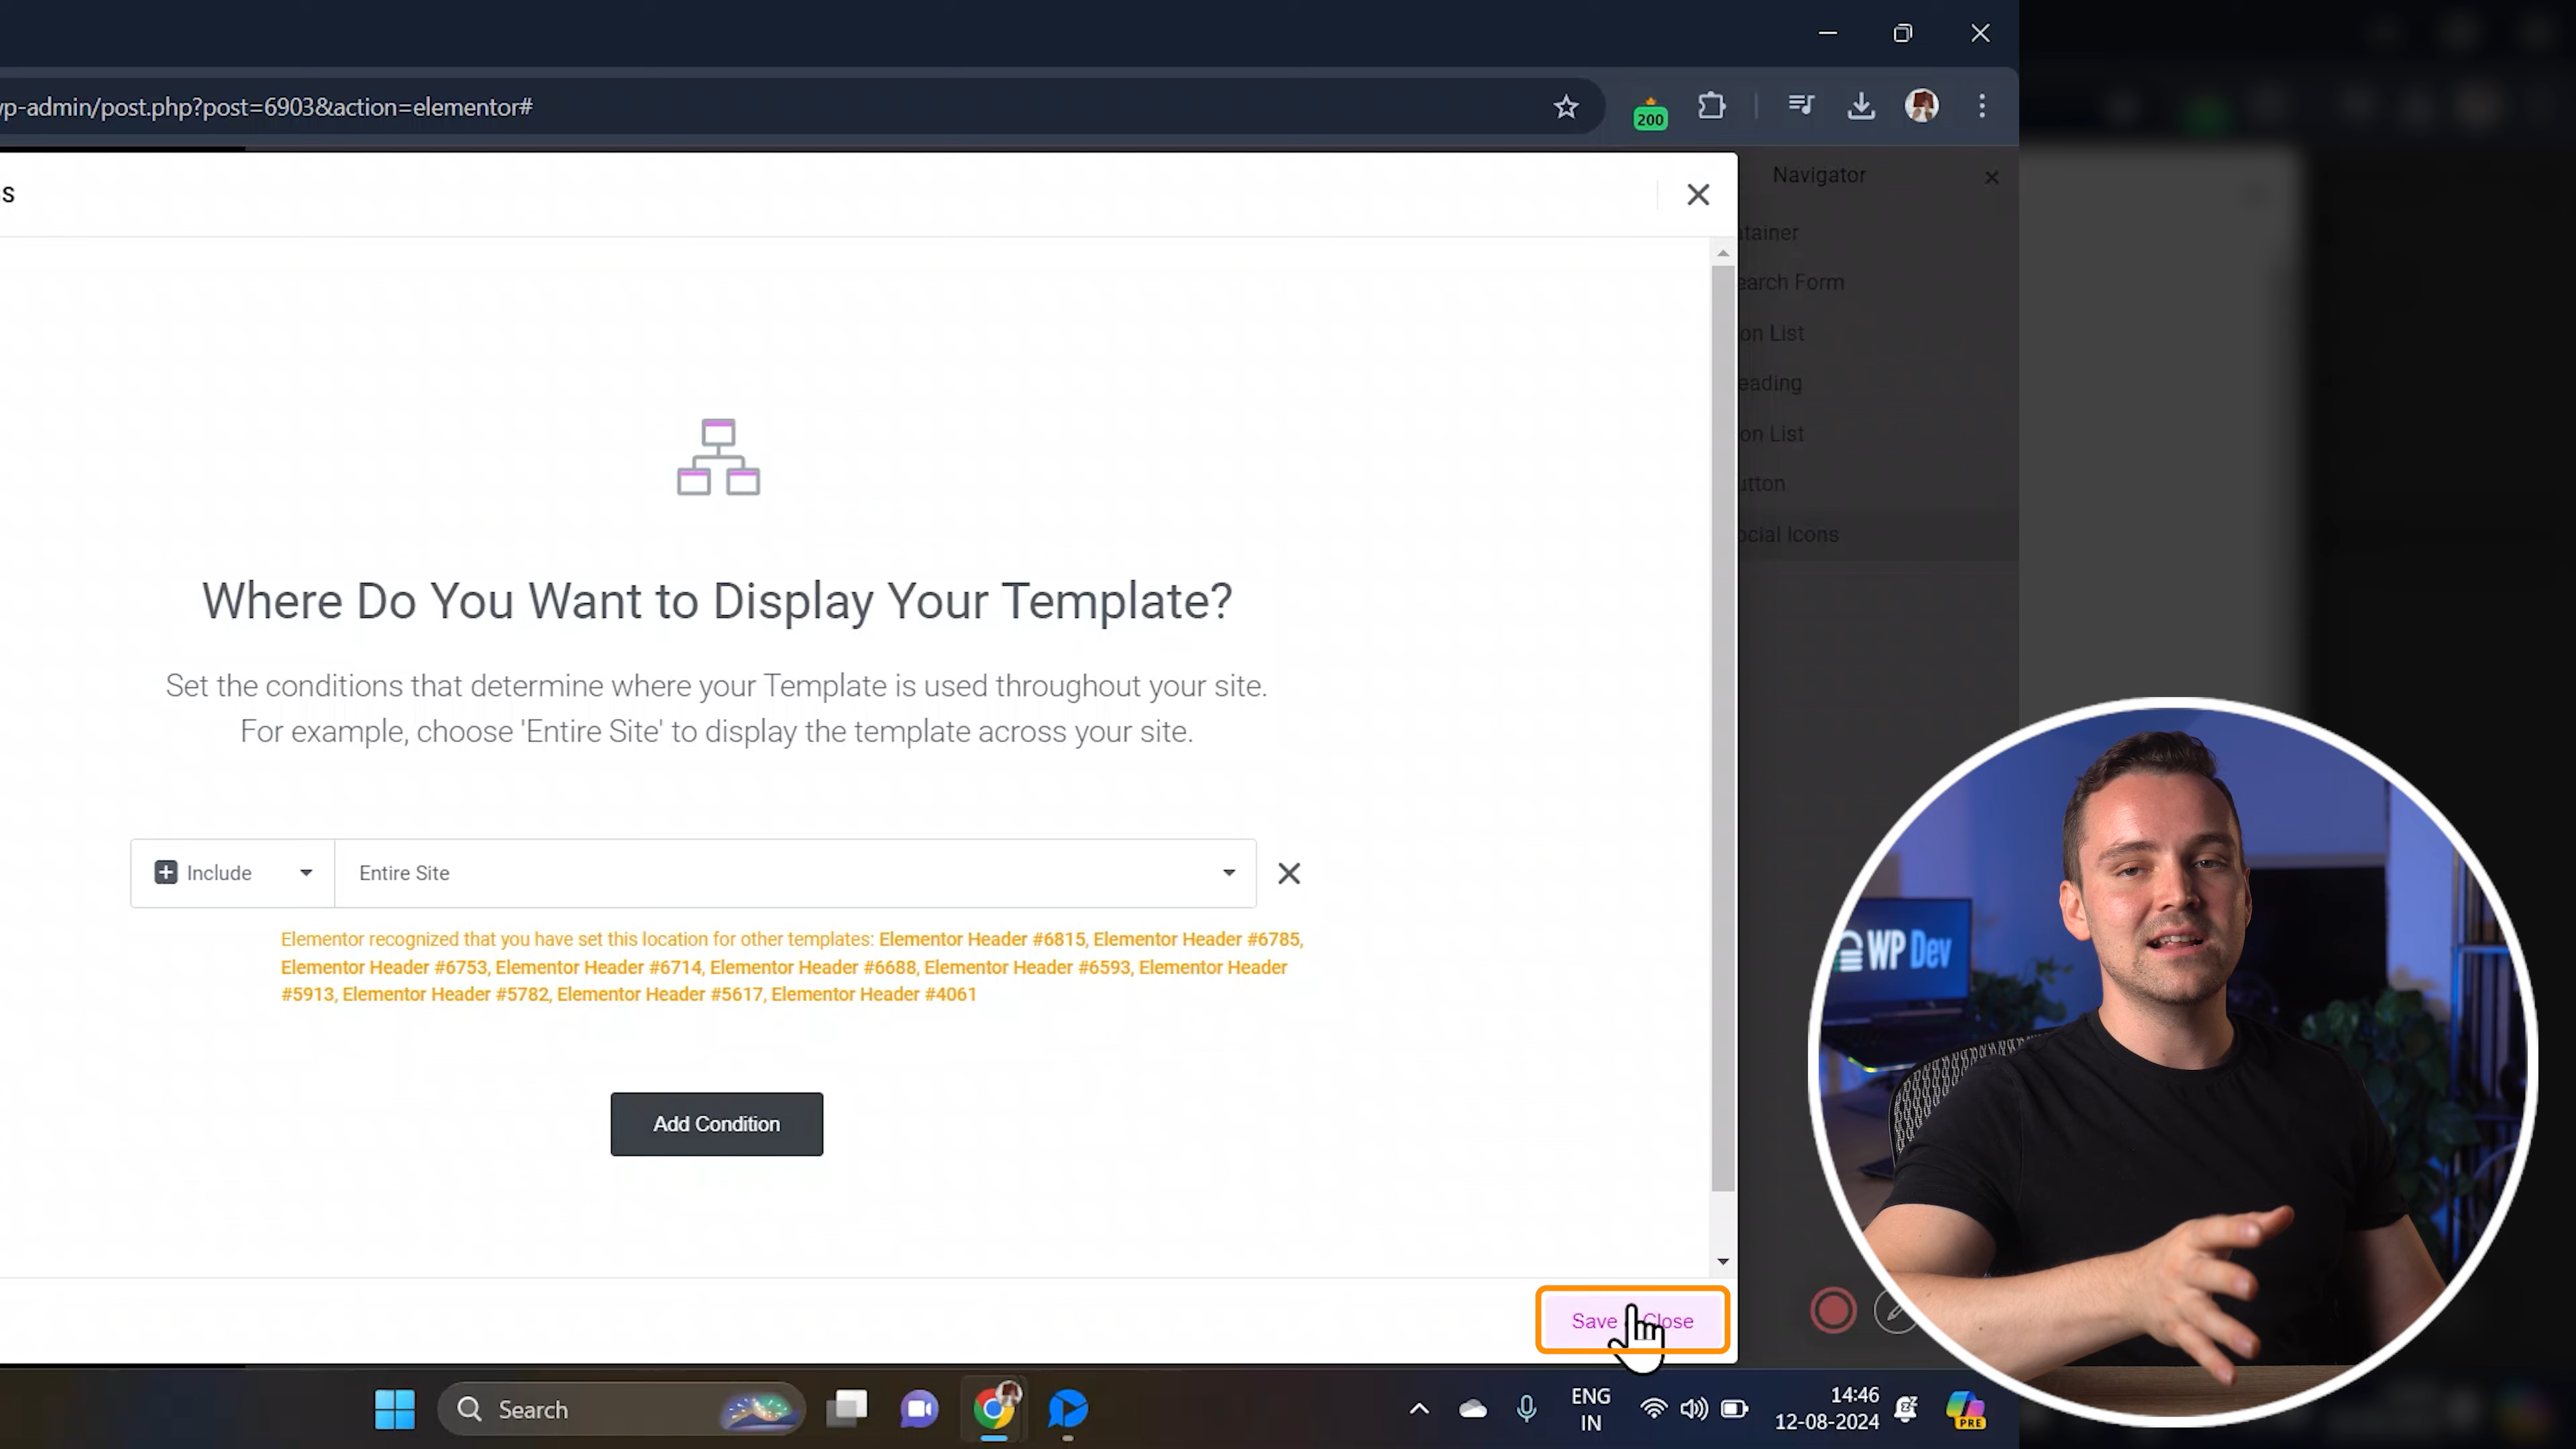 vp-admin/post.php?post=6903&action=elementor#
200
s
Navigator
ntainer
earch Form
on List
eading
on List
utton
ocial Icons
Where Do You Want to Display Your Template?
Set the conditions that determine where your Template is used throughout your site.
For example, choose 'Entire Site' to display the template across your site.
Include
Entire Site
Elementor recognized that you have set this location for other templates: Elementor Header #6815, Elementor Header #6785,
Elementor Header #6753, Elementor Header #6714, Elementor Header #6688, Elementor Header #6593, Elementor Header
#5913, Elementor Header #5782, Elementor Header #5617, Elementor Header #4061
Add Condition
Save Close
WP Dev
Search
ENG
IN
14:46
12-08-2024
PRE